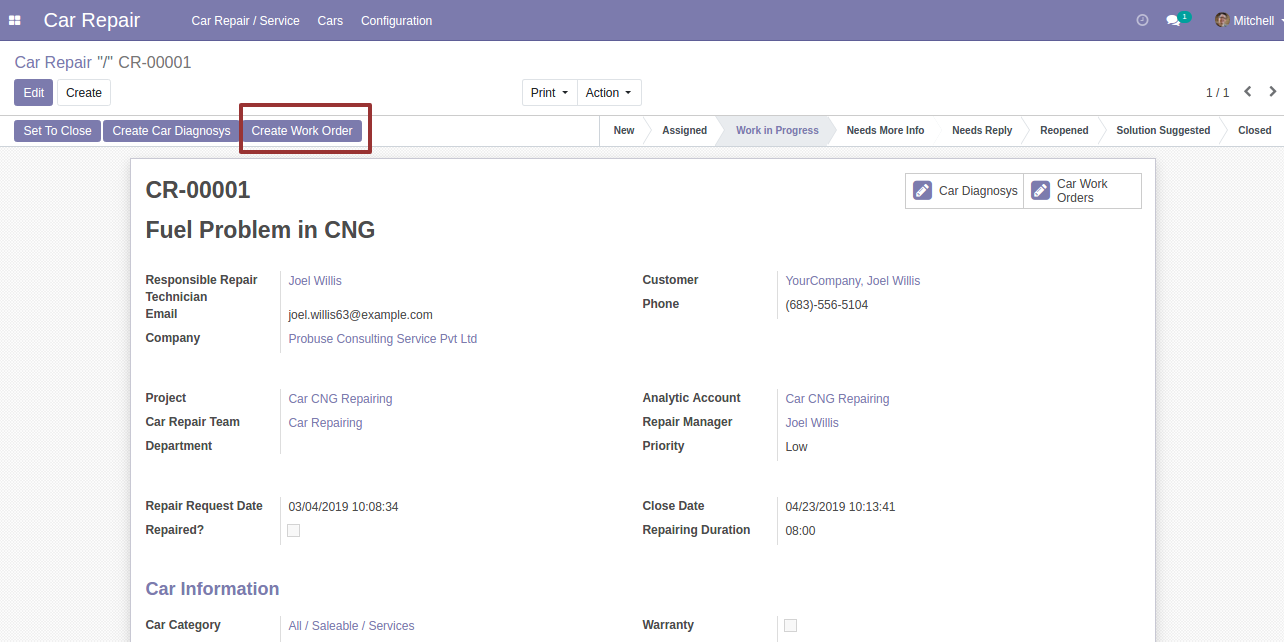 Car Repair Car Repair / Service Cars Configuration 1 Mitchell
Car Repair "/" CR-00001
Edit Create Print Action 1 / 1
Set To Close Create Car Diagnosys Create Work Order New Assigned Work in Progress Needs More Info Needs Reply Reopened Solution Suggested Closed
CR-00001
Car Diagnosys
Car Work
Orders
Fuel Problem in CNG
Responsible Repair
Technician
Joel Willis
Customer YourCompany, Joel Willis
Email joel.willis63@example.com
Phone (683)-556-5104
Company Probuse Consulting Service Pvt Ltd
Project Car CNG Repairing Analytic Account Car CNG Repairing
Car Repair Team Car Repairing Repair Manager Joel Willis
Department Priority Low
Repair Request Date 03/04/2019 10:08:34 Close Date 04/23/2019 10:13:41
Repaired? Repairing Duration 08:00
Car Information
Car Category All / Saleable / Services Warranty